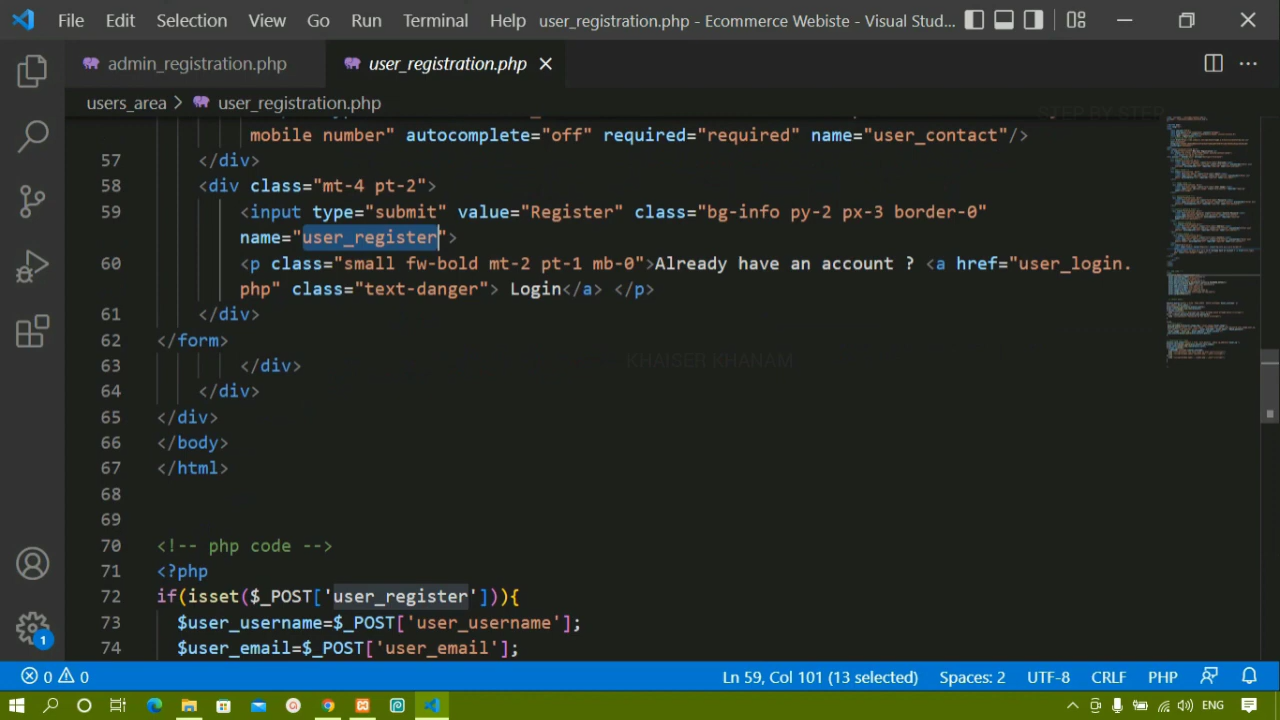 File Edit Selection View Go Run Terminal Help user_registration.php - Ecommerce Webiste - Visual Stud...
admin_registration.php user_registration.php
users_area > user_registration.php
STEP BY STEP
mobile number" autocomplete="off" required="required" name="user_contact"/>
57 </div>
58 <div class="mt-4 pt-2">
59 <input type="submit" value="Register" class="bg-info py-2 px-3 border-0"
name="user_register">
60 <p class="small fw-bold mt-2 pt-1 mb-0">Already have an account ? <a href="user_login.
php" class="text-danger"> Login</a> </p>
61 </div>
62 </form>
KHAISER KHANAM
63 </div>
64 </div>
65 </div>
66 </body>
67 </html>
68
69
70 <!-- php code -->
71 <?php
72 if(isset($_POST['user_register'])){
73 $user_username=$_POST['user_username'];
74 $user_email=$_POST['user_email'];
1
0 0 Ln 59, Col 101 (13 selected) Spaces: 2 UTF-8 CRLF PHP
ENG